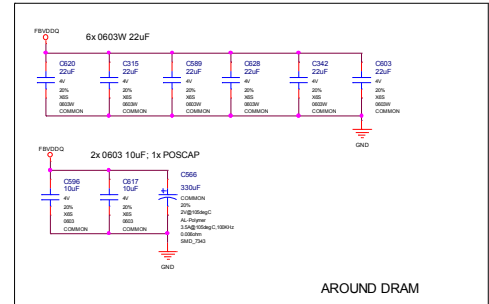 6x 0603W 22uF
FBVDDQ
C620 C315 C589 C628 C342 C603
22uF 22uF 22uF 22uF 22uF 22uF
4V 4V 4V 4V 4V 4V
20% 20% 20% 20% 20% 20%
X6S X6S X6S X6S X6S X6S
0603W 0603W 0603W 0603W 0603W 0603W
COMMON COMMON COMMON COMMON COMMON COMMON
GND
FBVDDQ
2x 0603 10uF; 1x POSCAP
C596 C617 C566
10uF 10uF 330uF
4V 4V COMMON
20% 20% 20%
X6S X6S 2V@105degC
0603 0603 AL-Polymer
COMMON COMMON 3.5A@105degC,100KHz
0.006ohm
SMD_7343
GND
AROUND DRAM